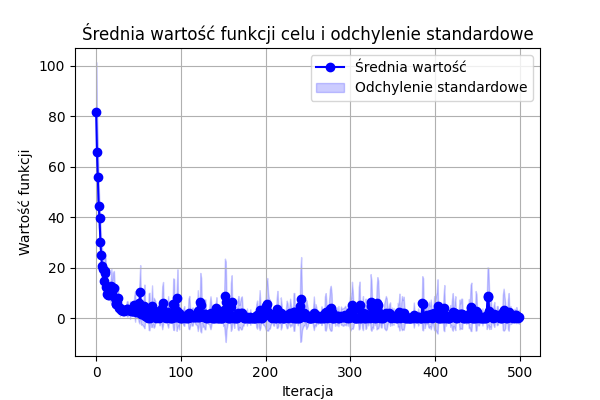 Średnia wartość funkcji celu i odchylenie standardowe
Średnia wartość
Odchylenie standardowe
Wartość funkcji
100
80
60
40
20
0
0 100 200 300 400 500
Iteracja